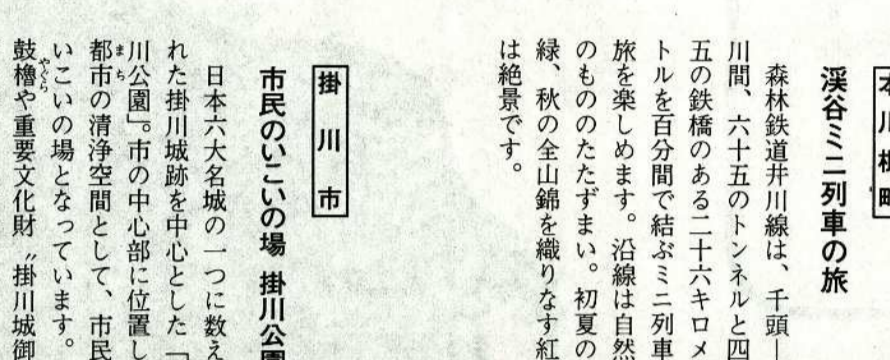 本川根町
渓谷ミニ列車の旅
森林鉄道井川線は、千頭―
川間、六十五のトンネルと四
五の鉄橋のある二十六キロメ
トルを百分間で結ぶミニ列車
旅を楽しめます。沿線は自然
のもののたたずまい。初夏の
緑、秋の全山錦を織りなす紅
は絶景です。
掛川市
市民のいこいの場 掛川公園
日本六大名城の一つに数え
れた掛川城跡を中心とした「
川公園」。市の中心部に位置し
都市の清浄空間として、市民
まち
いこいの場となっています。
鼓櫓や重要文化財〝掛川城御
やぐら